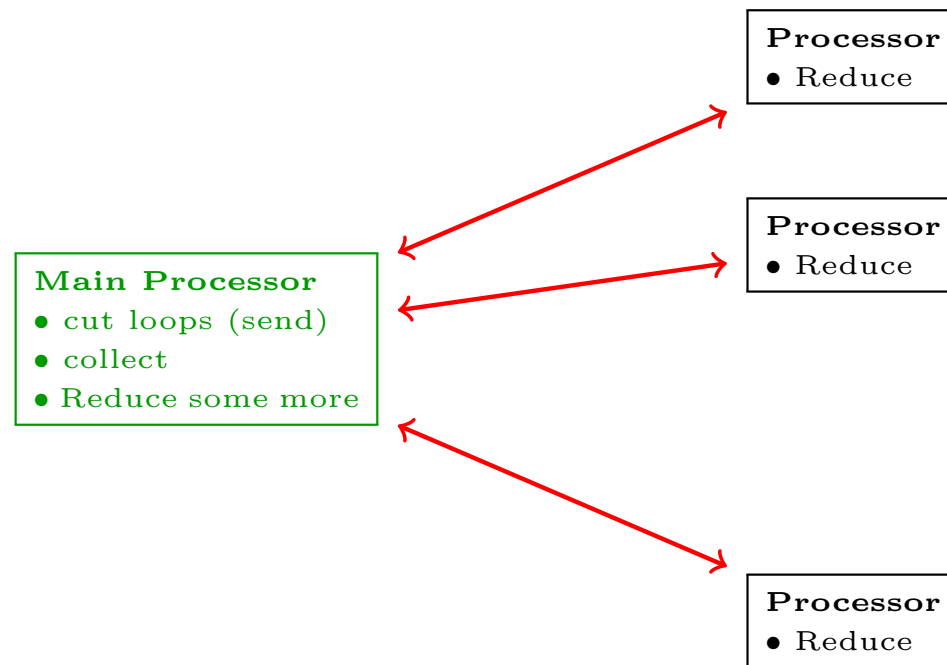 Processor
• Reduce
Processor
• Reduce
Main Processor
• cut loops (send)
• collect
• Reduce some more
Processor
• Reduce